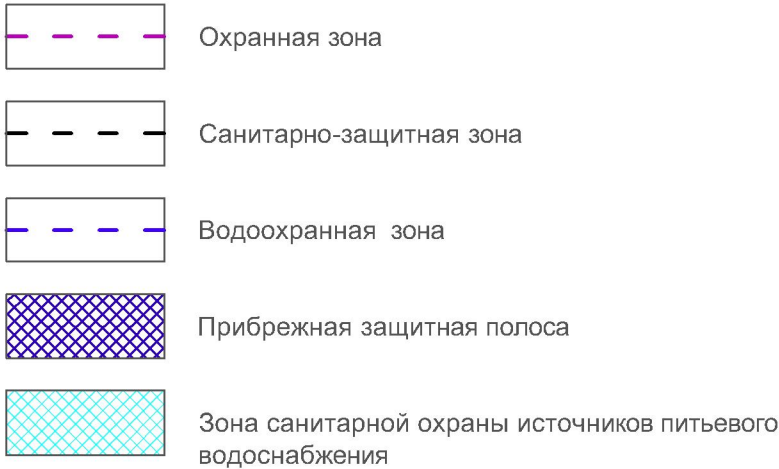 Охранная зона
Санитарно-защитная зона
Водоохранная зона
Прибрежная защитная полоса
Зона санитарной охраны источников питьевого
водоснабжения